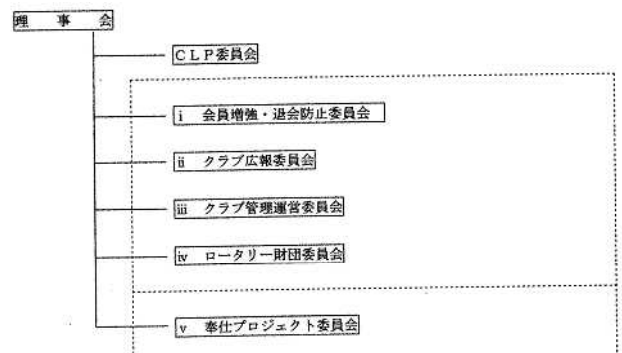 理 事 会
CLP委員会
i 会員増強・退会防止委員会
ii クラブ広報委員会
iii クラブ管理運営委員会
iv ロータリー財団委員会
v 奉仕プロジェクト委員会